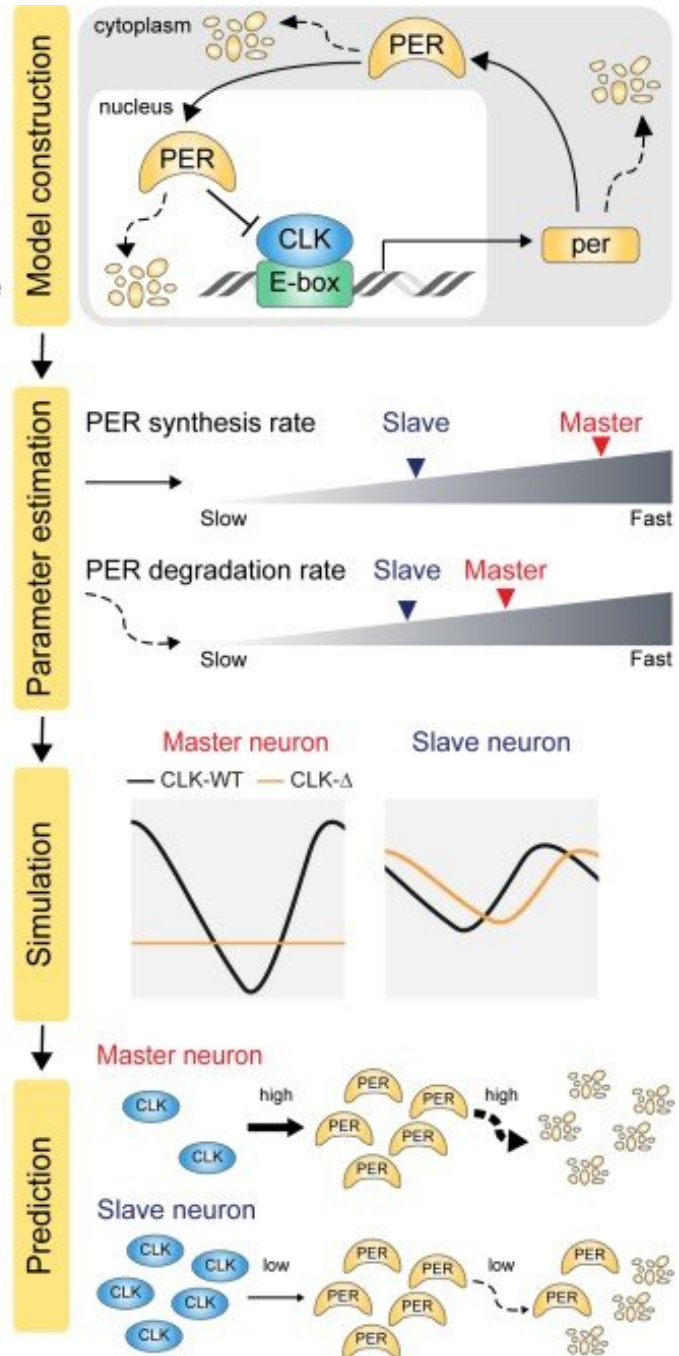 Model construction
cytoplasm
PER
nucleus
PER
CLK
E-box
per
Parameter estimation
PER synthesis rate
Slave
Master
Slow
Fast
PER degradation rate
Slave
Master
Slow
Fast
Simulation
Master neuron
Slave neuron
CLK-WT
CLK-Δ
Prediction
Master neuron
CLK
CLK
high
PER
PER
PER
PER
PER
high
Slave neuron
CLK
CLK
CLK
CLK
CLK
low
PER
PER
PER
PER
PER
low
PER
PER